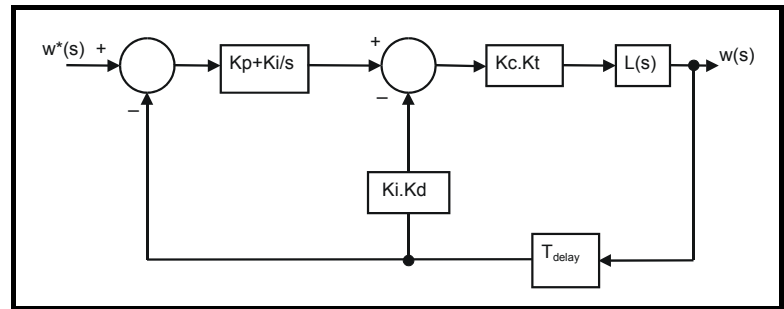 w*(s)
+
–
Kp+Ki/s
+
–
Kc.Kt
L(s)
w(s)
Ki.Kd
Tdelay